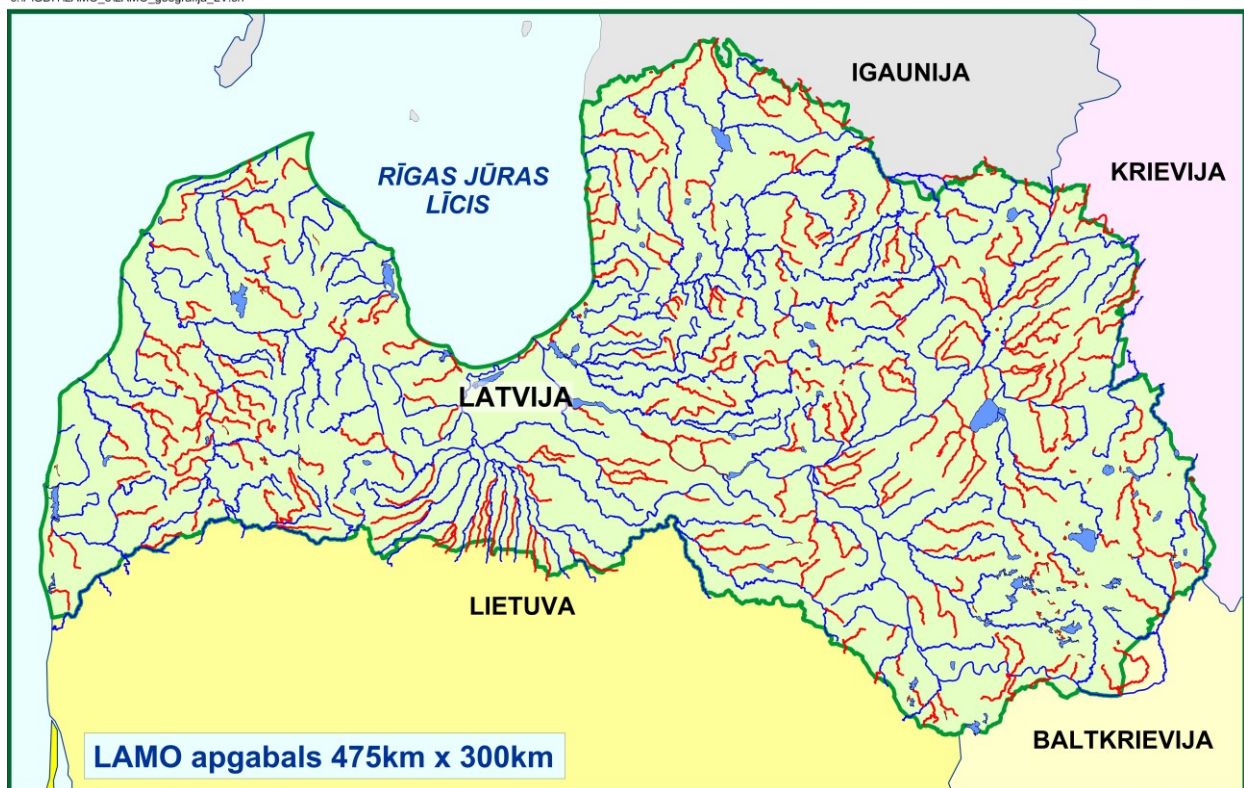 IGAUNIJA
KRIEVIJA
RĪGAS JŪRAS
LĪCIS
LATVIJA
LIETUVA
BALTKRIEVIJA
LAMO apgabals 475km x 300km